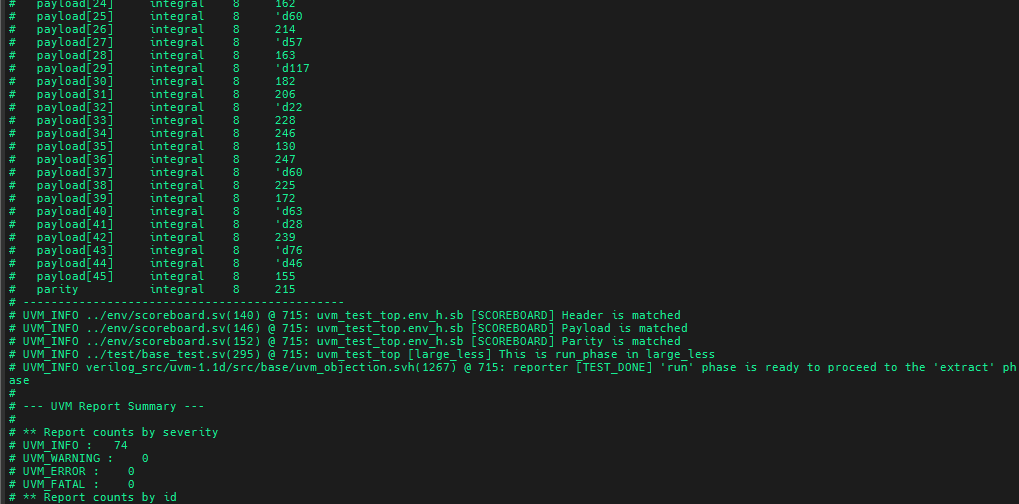 #   payload[24]     integral    8     162
#   payload[25]     integral    8     'd60
#   payload[26]     integral    8     214
#   payload[27]     integral    8     'd57
#   payload[28]     integral    8     163
#   payload[29]     integral    8     'd117
#   payload[30]     integral    8     182
#   payload[31]     integral    8     206
#   payload[32]     integral    8     'd22
#   payload[33]     integral    8     228
#   payload[34]     integral    8     246
#   payload[35]     integral    8     130
#   payload[36]     integral    8     247
#   payload[37]     integral    8     'd60
#   payload[38]     integral    8     225
#   payload[39]     integral    8     172
#   payload[40]     integral    8     'd63
#   payload[41]     integral    8     'd28
#   payload[42]     integral    8     239
#   payload[43]     integral    8     'd76
#   payload[44]     integral    8     'd46
#   payload[45]     integral    8     155
#   parity          integral    8     215
# -----------------------------------------------
# UVM_INFO ../env/scoreboard.sv(140) @ 715: uvm_test_top.env_h.sb [SCOREBOARD] Header is matched
# UVM_INFO ../env/scoreboard.sv(146) @ 715: uvm_test_top.env_h.sb [SCOREBOARD] Payload is matched
# UVM_INFO ../env/scoreboard.sv(152) @ 715: uvm_test_top.env_h.sb [SCOREBOARD] Parity is matched
# UVM_INFO ../test/base_test.sv(295) @ 715: uvm_test_top [large_less] This is run_phase in large_less
# UVM_INFO verilog_src/uvm-1.1d/src/base/uvm_objection.svh(1267) @ 715: reporter [TEST_DONE] 'run' phase is ready to proceed to the 'extract' ph
ase
#
# --- UVM Report Summary ---
#
# ** Report counts by severity
# UVM_INFO :   74
# UVM_WARNING :    0
# UVM_ERROR :    0
# UVM_FATAL :    0
# ** Report counts by id